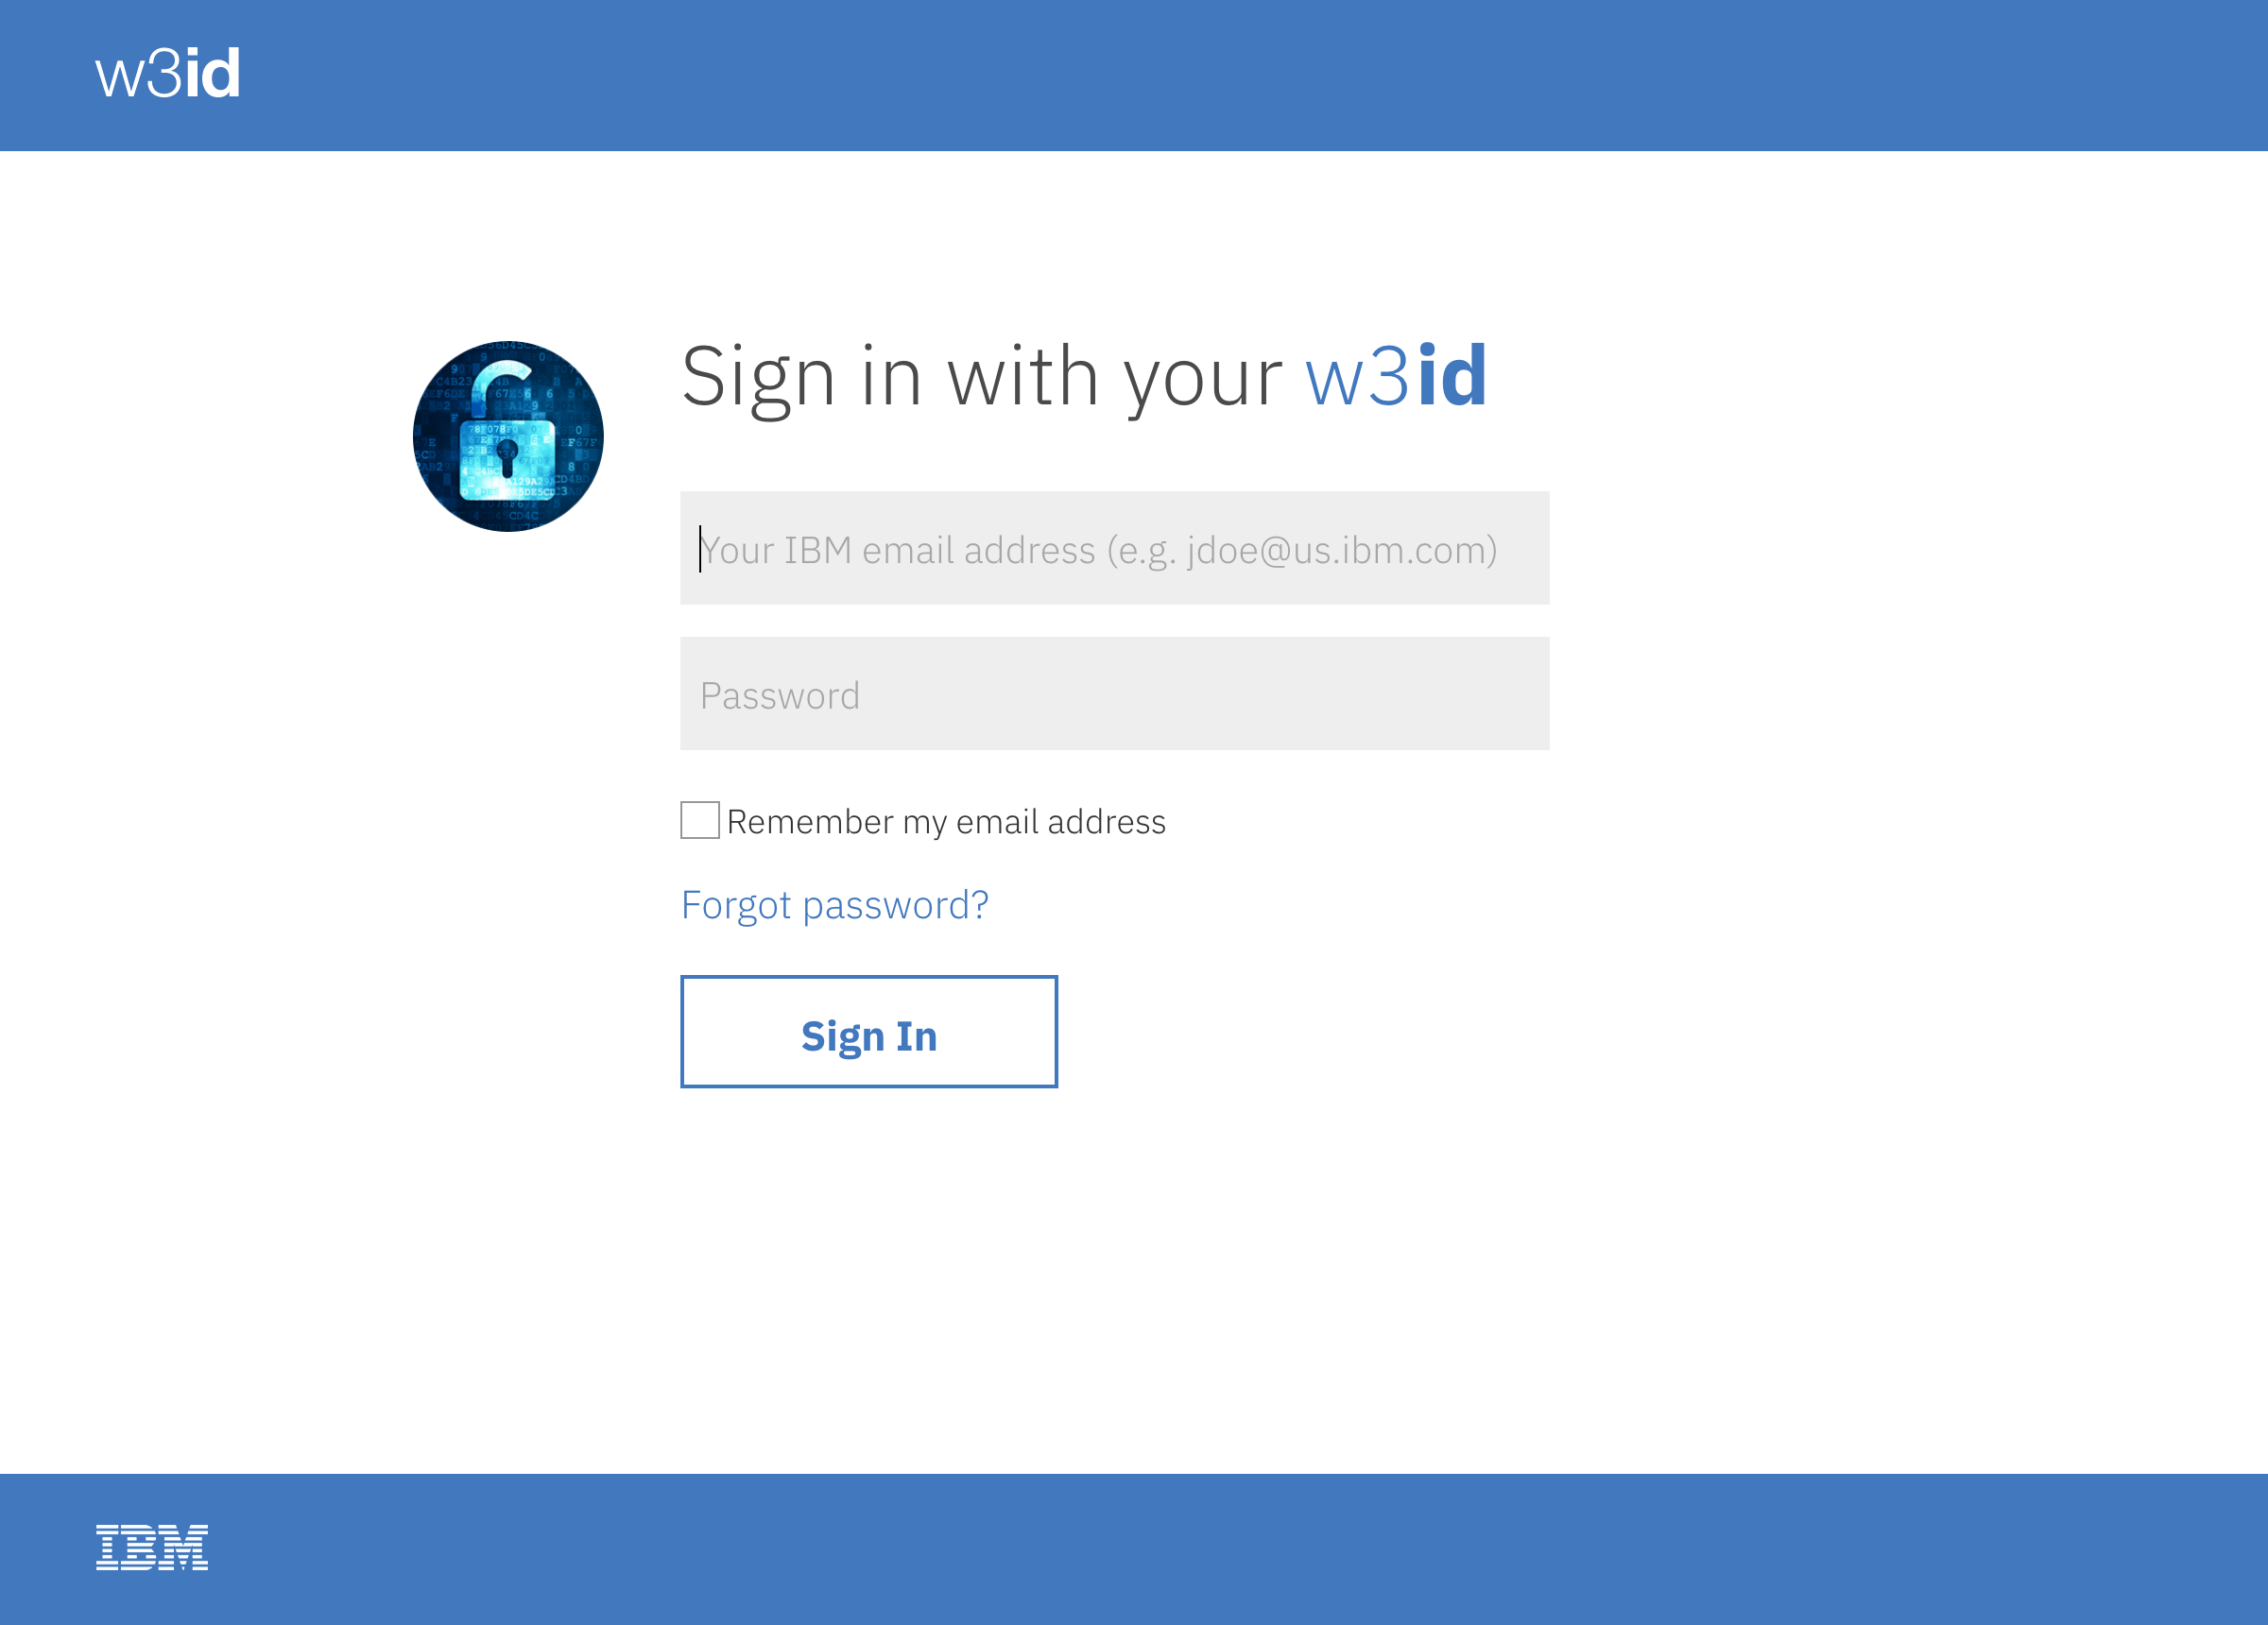 w3id
Sign in with your w3id
Your IBM email address (e.g. jdoe@us.ibm.com)
Password
Remember my email address
Forgot password?
Sign In
IBM